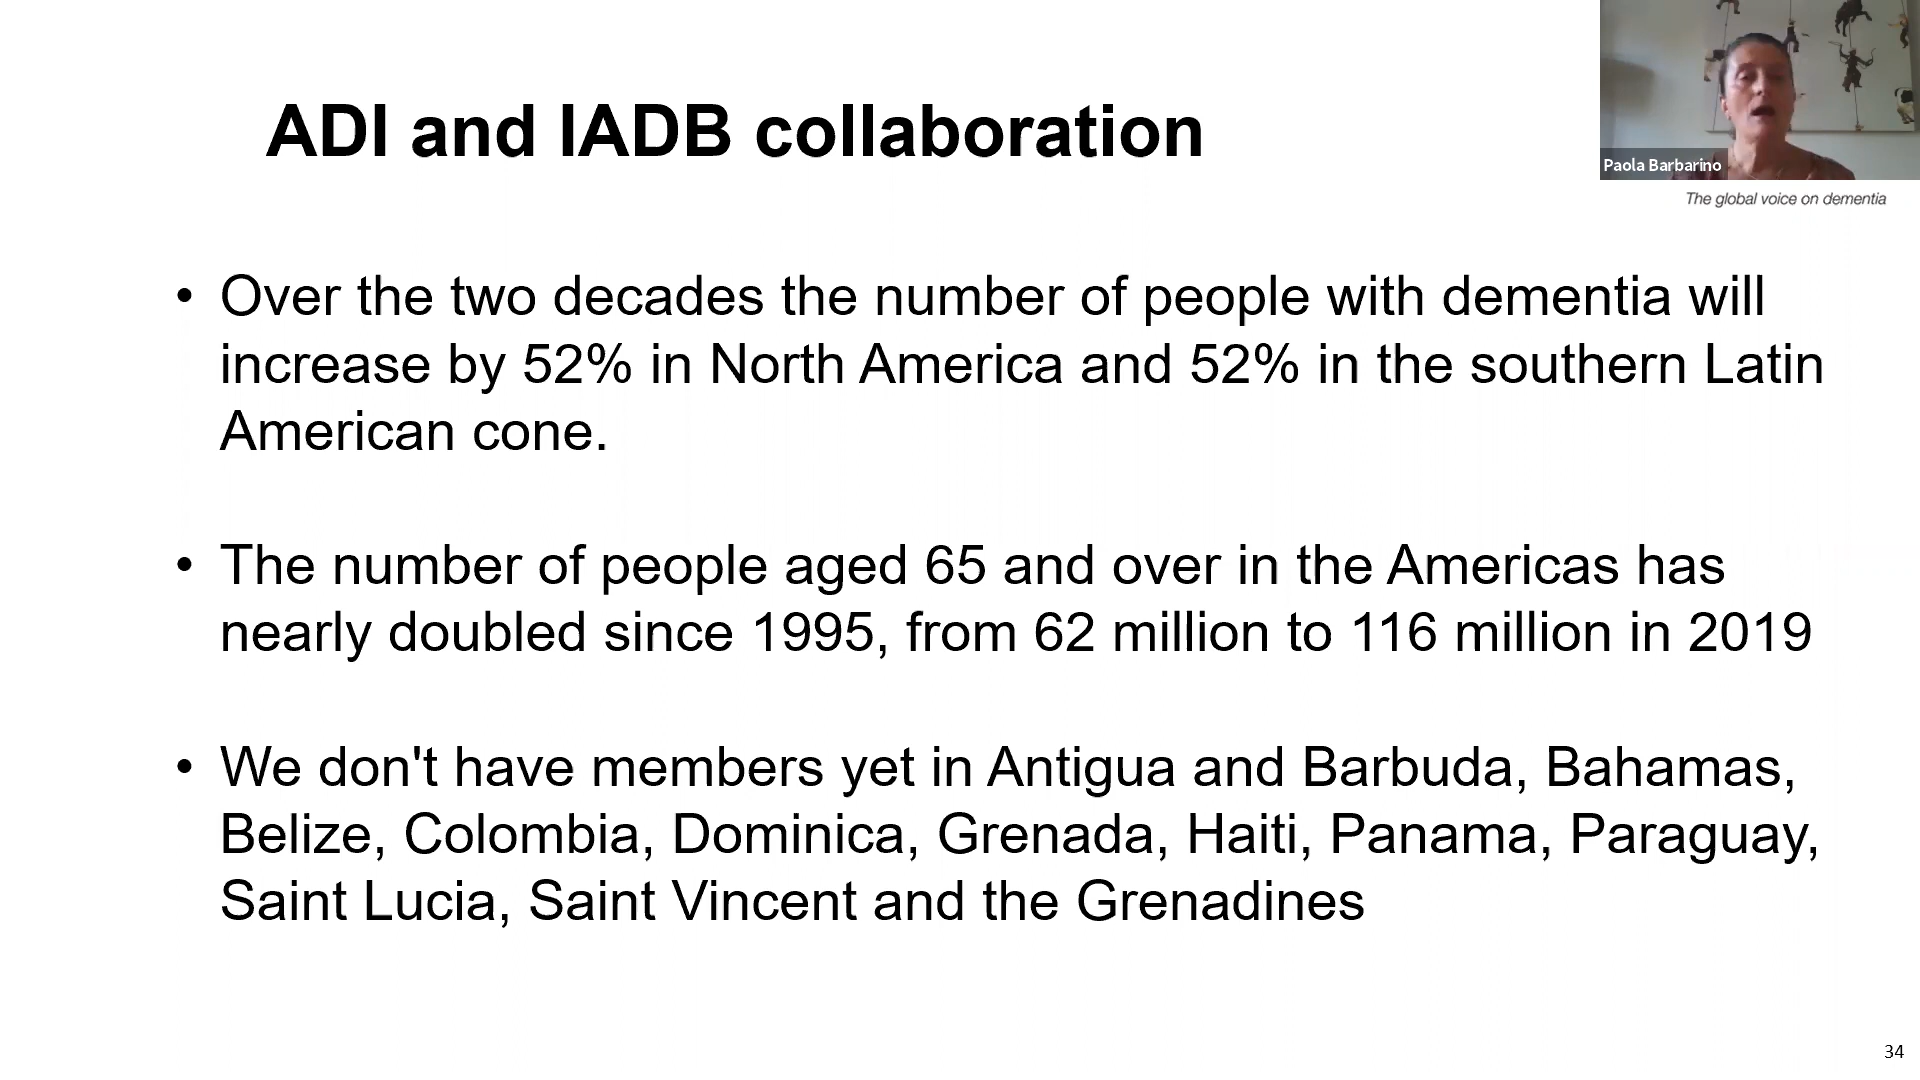 ADI and IADB collaboration
Paola Barbarino
The global voice on dementia
• Over the two decades the number of people with dementia will
increase by 52% in North America and 52% in the southern Latin
American cone.
• The number of people aged 65 and over in the Americas has
nearly doubled since 1995, from 62 million to 116 million in 2019
• We don't have members yet in Antigua and Barbuda, Bahamas,
Belize, Colombia, Dominica, Grenada, Haiti, Panama, Paraguay,
Saint Lucia, Saint Vincent and the Grenadines
34